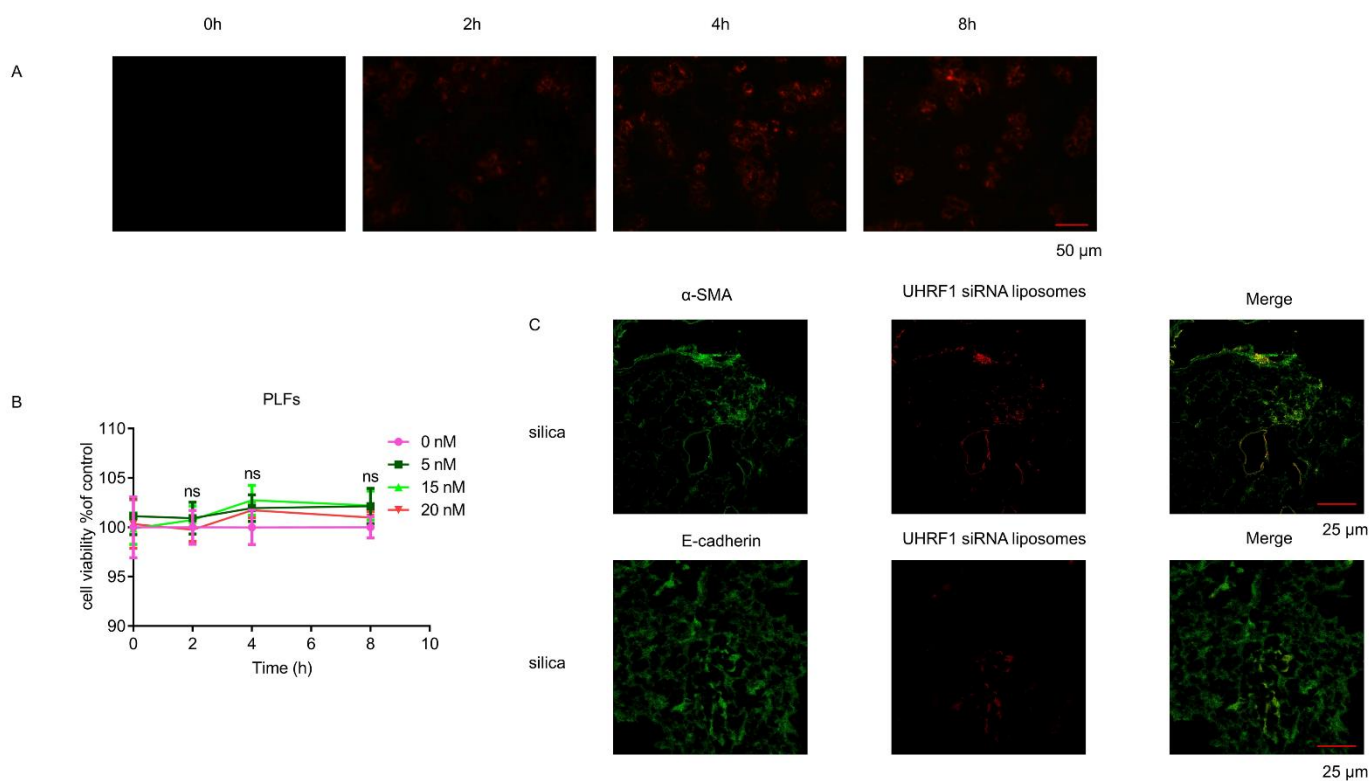 0h 2h 4h 8h
A
50 µm
α-SMA UHRF1 siRNA liposomes Merge
C
B
PLFs
silica
110
105
100
95
90
cell viability %of control
ns ns ns
0 nM
5 nM
15 nM
20 nM
0 2 4 6 8 10
Time (h)
25 µm
E-cadherin UHRF1 siRNA liposomes Merge
silica
25 µm